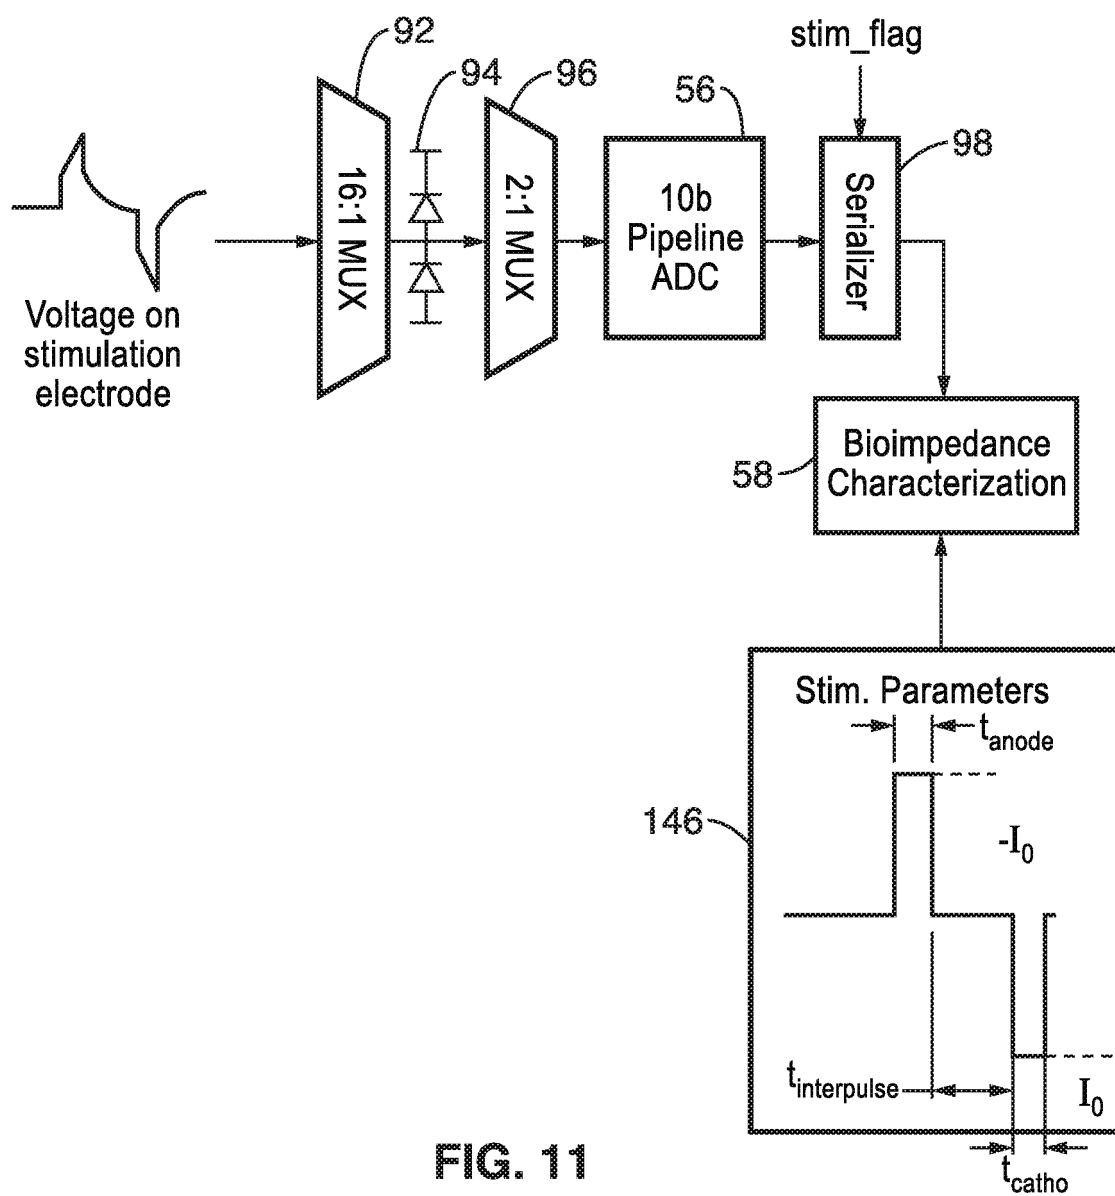 92
94
96
56
stim_flag
98
16:1 MUX
2:1 MUX
10b
Pipeline
ADC
Serializer
Voltage on
stimulation
electrode
58
Bioimpedance
Characterization
146
Stim. Parameters
t_anode
-I_0
t_interpulse
I_0
t_catho
FIG. 11